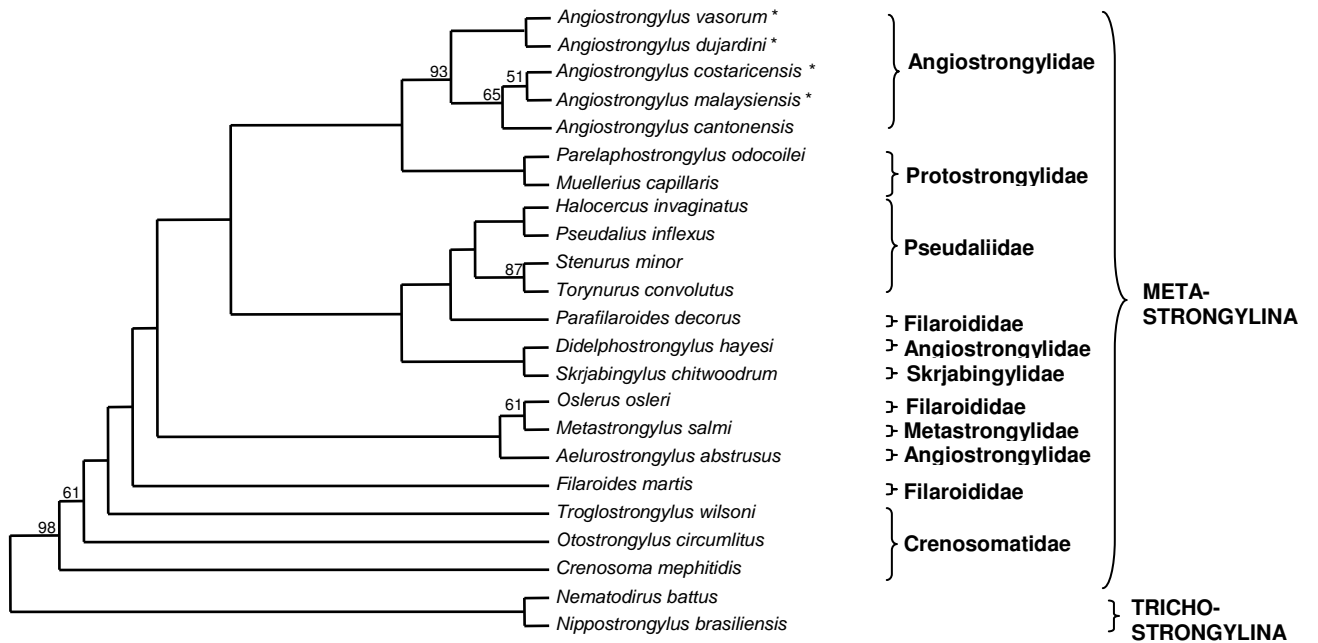 Angiostrongylus vasorum *
Angiostrongylus dujardini *
Angiostrongylus costaricensis *
Angiostrongylus malaysiensis *
Angiostrongylus cantonensis
Parelaphostrongylus odocoilei
Muellerius capillaris
Halocercus invaginatus
Pseudalius inflexus
Stenurus minor
Torynurus convolutus
Parafilaroides decorus
Didelphostrongylus hayesi
Skrjabingylus chitwoodrum
Oslerus osleri
Metastrongylus salmi
Aelurostrongylus abstrusus
Filaroides martis
Troglostrongylus wilsoni
Otostrongylus circumlitus
Crenosoma mephitidis
Nematodirus battus
Nippostrongylus brasiliensis
93
51
65
87
61
61
98
Angiostrongylidae
Protostrongylidae
Pseudaliidae
Filaroididae
Angiostrongylidae
Skrjabingylidae
Filaroididae
Metastrongylidae
Angiostrongylidae
Filaroididae
Crenosomatidae
META-
STRONGYLINA
TRICHO-
STRONGYLINA